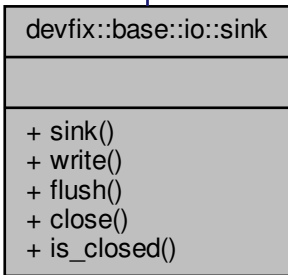 devfix::base::io::sink
+ sink()
+ write()
+ flush()
+ close()
+ is_closed()